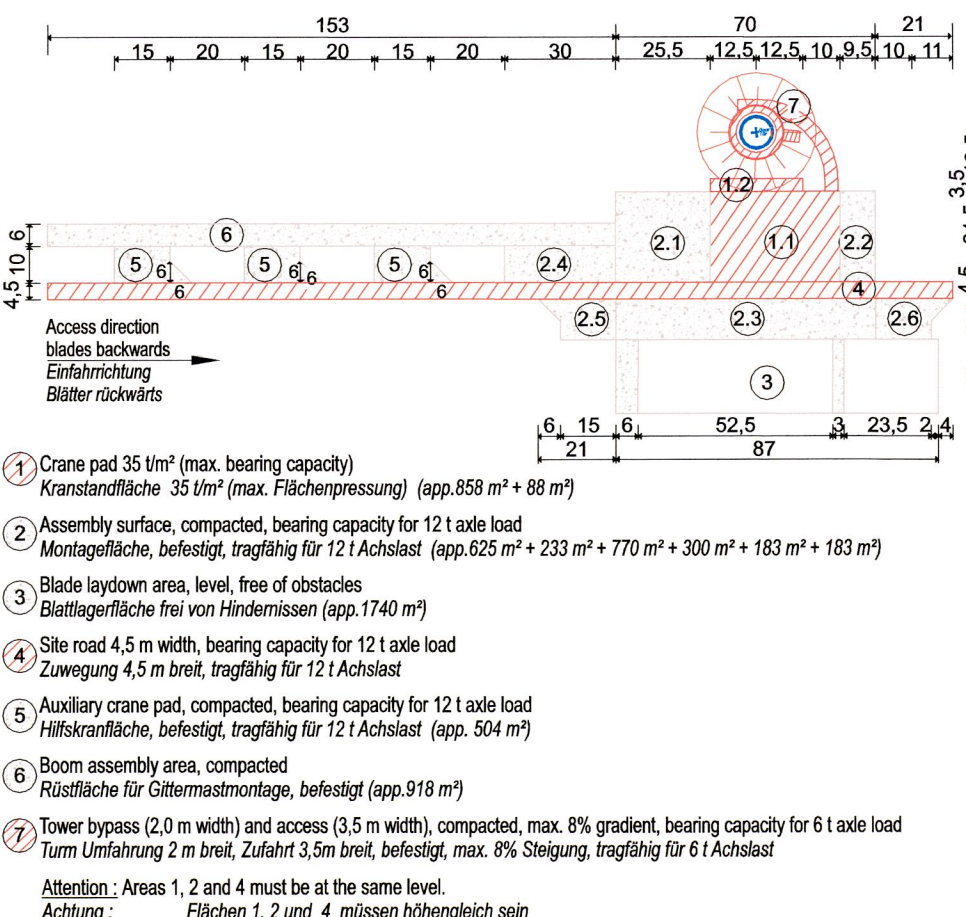 153 70 21
15 20 15 20 15 20 30 25,5 12,5 12,5 10 9,5 10 11
7
1.2
3,5
6
2.1 1.1 2.2
6
10
5 6 5 6 6 5 6 2.4
4,5
6 6 4
2.5 2.3 2.6
Access direction
blades backwards
Einfahrrichtung
Blätter rückwärts
3
6 15 6 52,5 3 23,5 2 4
21 87
1 Crane pad 35 t/m² (max. bearing capacity)
Kranstandfläche 35 t/m² (max. Flächenpressung) (app.858 m² + 88 m²)
2 Assembly surface, compacted, bearing capacity for 12 t axle load
Montagefläche, befestigt, tragfähig für 12 t Achslast (app.625 m² + 233 m² + 770 m² + 300 m² + 183 m² + 183 m²)
3 Blade laydown area, level, free of obstacles
Blattlagerfläche frei von Hindernissen (app.1740 m²)
4 Site road 4,5 m width, bearing capacity for 12 t axle load
Zuwegung 4,5 m breit, tragfähig für 12 t Achslast
5 Auxiliary crane pad, compacted, bearing capacity for 12 t axle load
Hilfskranfläche, befestigt, tragfähig für 12 t Achslast (app. 504 m²)
6 Boom assembly area, compacted
Rüstfläche für Gittermastmontage, befestigt (app.918 m²)
7 Tower bypass (2,0 m width) and access (3,5 m width), compacted, max. 8% gradient, bearing capacity for 6 t axle load
Turm Umfahrung 2 m breit, Zufahrt 3,5m breit, befestigt, max. 8% Steigung, tragfähig für 6 t Achslast
Attention : Areas 1, 2 and 4 must be at the same level.
Achtung : Flächen 1, 2 und 4 müssen höhengleich sein